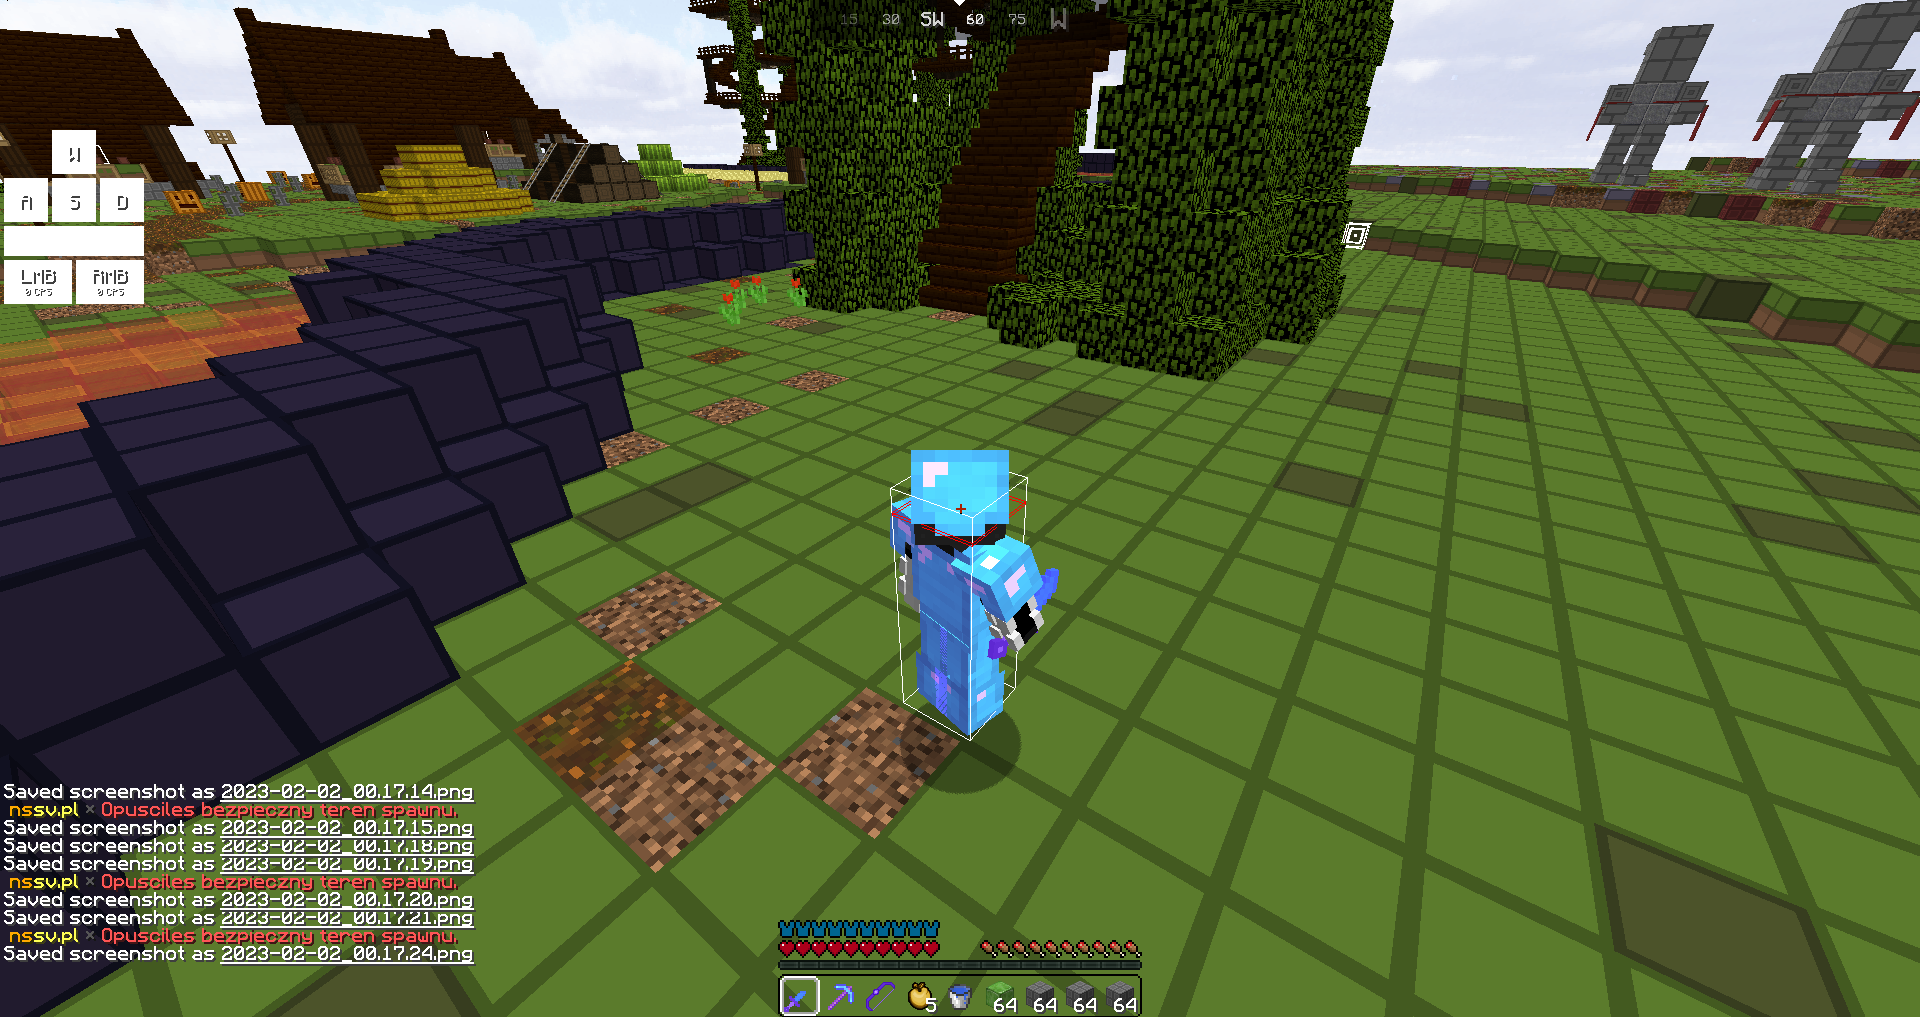 15 30 SW 60 75 W
W
A S D
LMB RMB
0 CPS 0 CPS
Saved screenshot as 2023-02-02_00.17.14.png
nssv.pl × Opusciles bezpieczny teren spawnu.
Saved screenshot as 2023-02-02_00.17.15.png
Saved screenshot as 2023-02-02_00.17.18.png
Saved screenshot as 2023-02-02_00.17.19.png
nssv.pl × Opusciles bezpieczny teren spawnu.
Saved screenshot as 2023-02-02_00.17.20.png
Saved screenshot as 2023-02-02_00.17.21.png
nssv.pl × Opusciles bezpieczny teren spawnu.
Saved screenshot as 2023-02-02_00.17.24.png
5 64 64 64 64